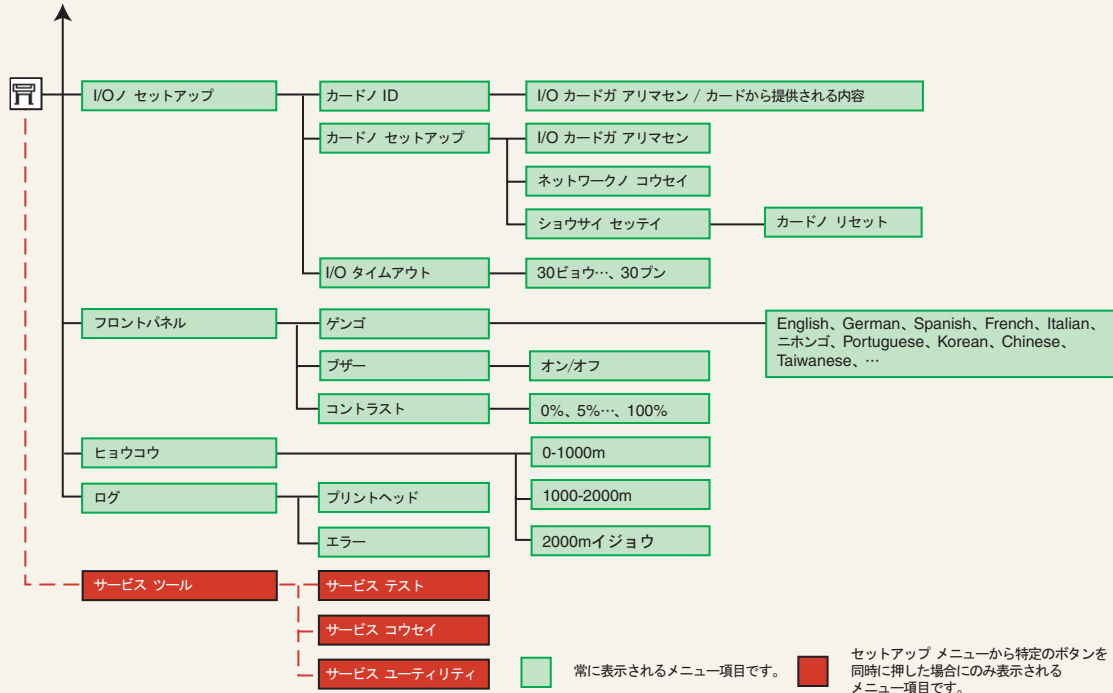 I/Oノ セットアップ
カードノ ID
I/O カードガ アリマセン / カードから提供される内容
カードノ セットアップ
I/O カードガ アリマセン
ネットワークノ コウセイ
ショウサイ セッテイ
カードノ リセット
I/O タイムアウト
30ビョウ…、30プン
フロントパネル
ゲンゴ
English、German、Spanish、French、Italian、
ニホンゴ、Portuguese、Korean、Chinese、
Taiwanese、…
ブザー
オン/オフ
コントラスト
0%、5%…、100%
ヒョウコウ
0-1000m
1000-2000m
2000mイジョウ
ログ
プリントヘッド
エラー
サービス ツール
サービス テスト
サービス コウセイ
サービス ユーティリティ
常に表示されるメニュー項目です。
セットアップ メニューから特定のボタンを
同時に押した場合にのみ表示される
メニュー項目です。